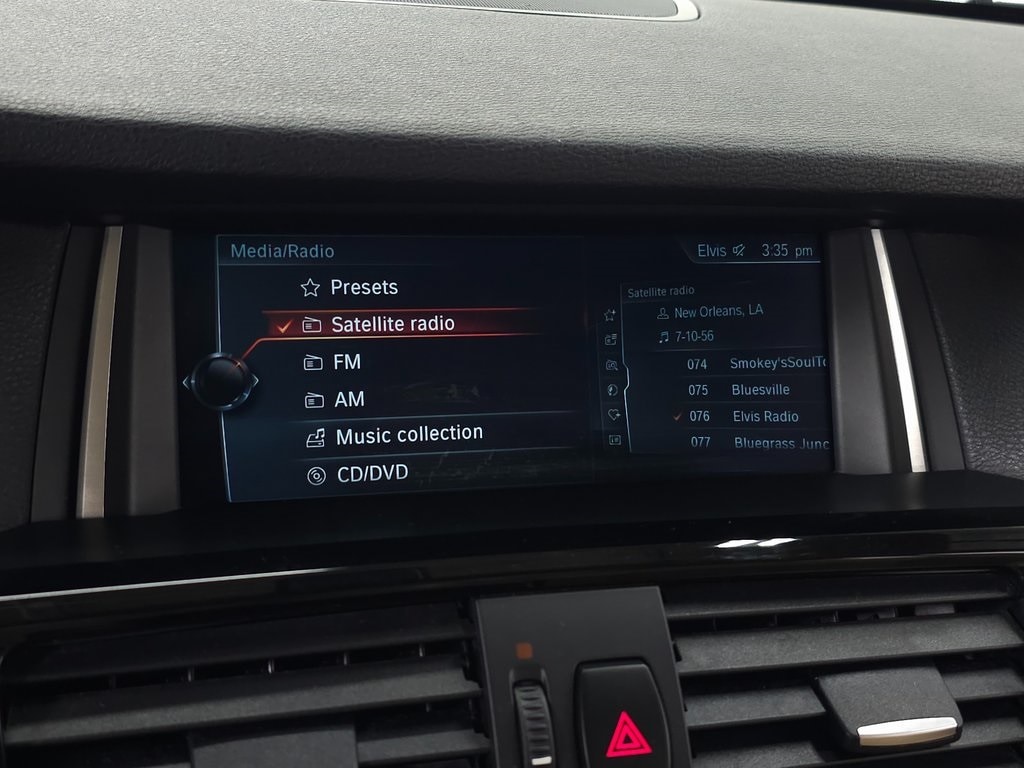 Media/Radio
Elvis 3:35 pm
Presets
Satellite radio
FM
AM
Music collection
CD/DVD
Satellite radio
New Orleans, LA
7-10-56
074 Smokey'sSoulTo
075 Bluesville
076 Elvis Radio
077 Bluegrass Junc